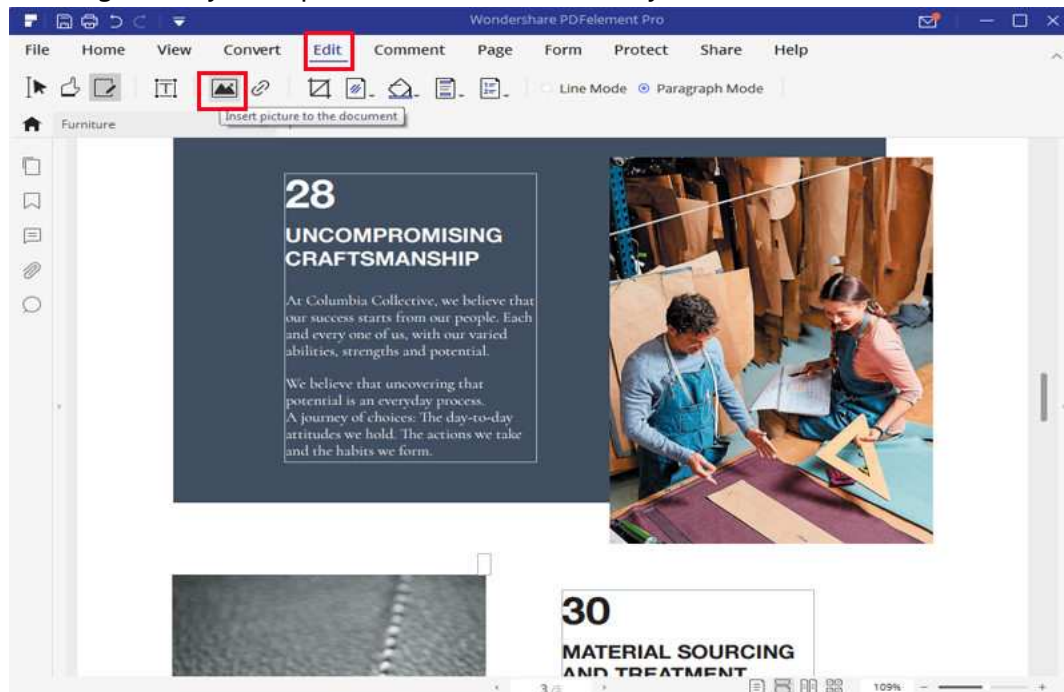 Wondershare PDFelement Pro
File Home View Convert Edit Comment Page Form Protect Share Help
Line Mode Paragraph Mode
Insert picture to the document
Furniture
28
UNCOMPROMISING
CRAFTSMANSHIP
At Columbia Collective, we believe that
our success starts from our people. Each
and every one of us, with our varied
abilities, strengths and potential.
We believe that uncovering that
potential is an everyday process.
A journey of choices: The day-to-day
attitudes we hold. The actions we take
and the habits we form.
30
MATERIAL SOURCING
AND TREATMENT
3 /5
109%